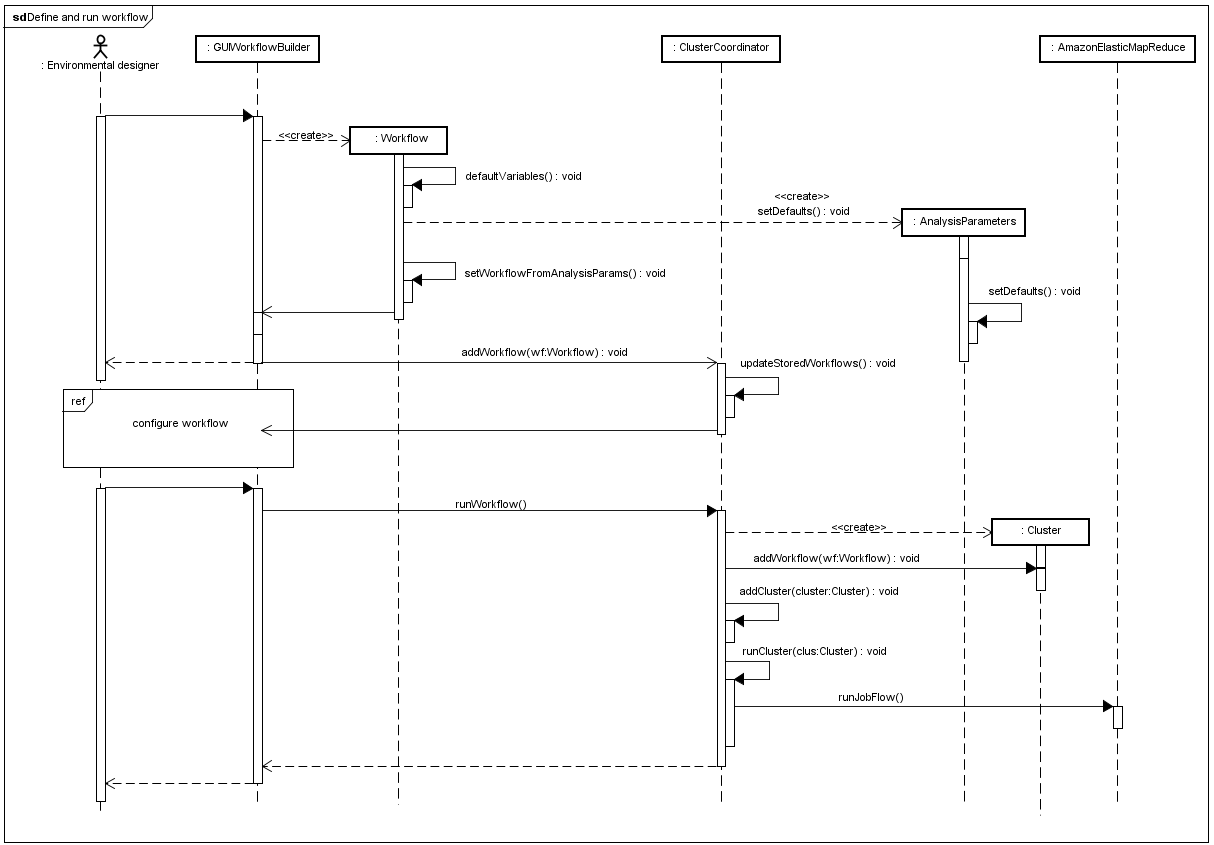 sdDefine and run workflow
: Environmental designer
: GUIWorkflowBuilder
: ClusterCoordinator
: AmazonElasticMapReduce
<<create>>
: Workflow
defaultVariables() : void
<<create>>
setDefaults() : void
: AnalysisParameters
setWorkflowFromAnalysisParams() : void
setDefaults() : void
addWorkflow(wf:Workflow) : void
updateStoredWorkflows() : void
ref
configure workflow
runWorkflow()
<<create>>
: Cluster
addWorkflow(wf:Workflow) : void
addCluster(cluster:Cluster) : void
runCluster(clus:Cluster) : void
runJobFlow()